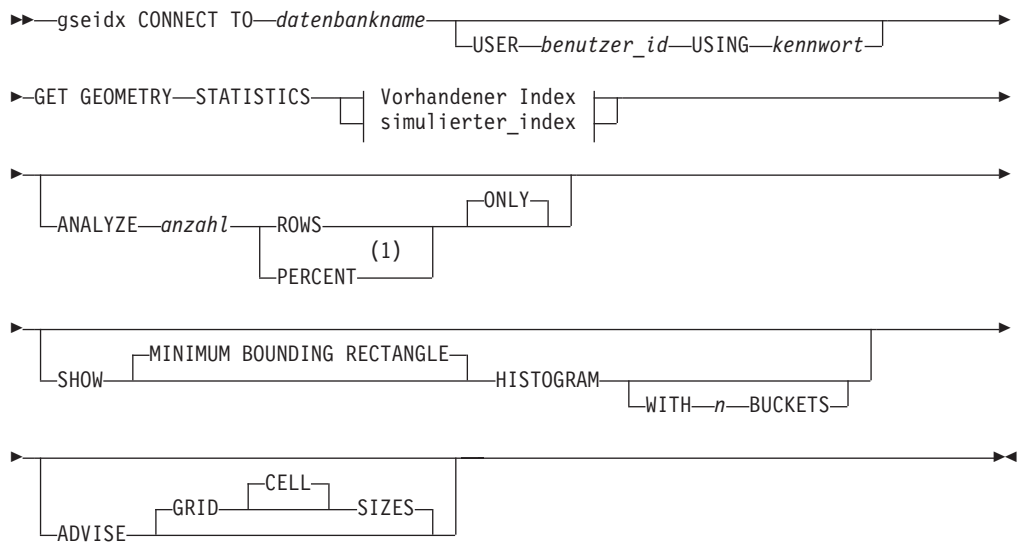 gseidx CONNECT TO datenbankname
USER benutzer_id USING kennwort
GET GEOMETRY STATISTICS Vorhandener Index
simulierter_index
ONLY
ANALYZE anzahl ROWS
(1)
PERCENT
MINIMUM BOUNDING RECTANGLE
SHOW HISTOGRAM
WITH n BUCKETS
CELL
GRID SIZES
ADVISE